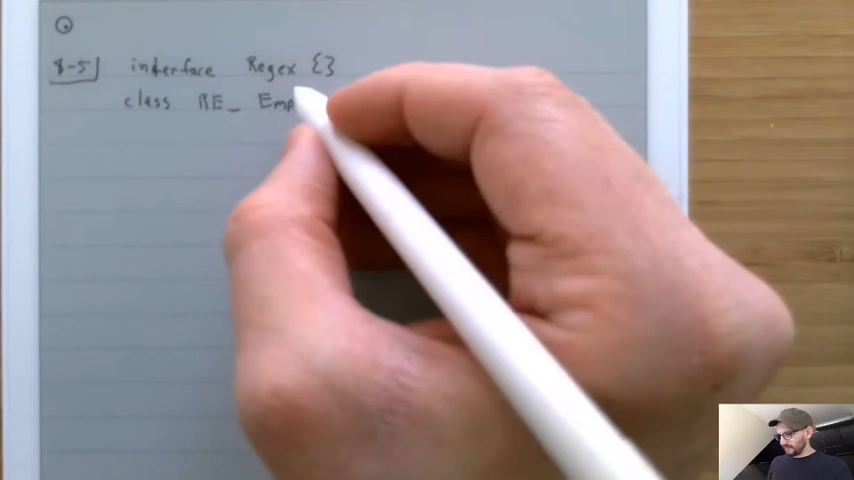 8-5] interface Regex {}
class RE_ Emp